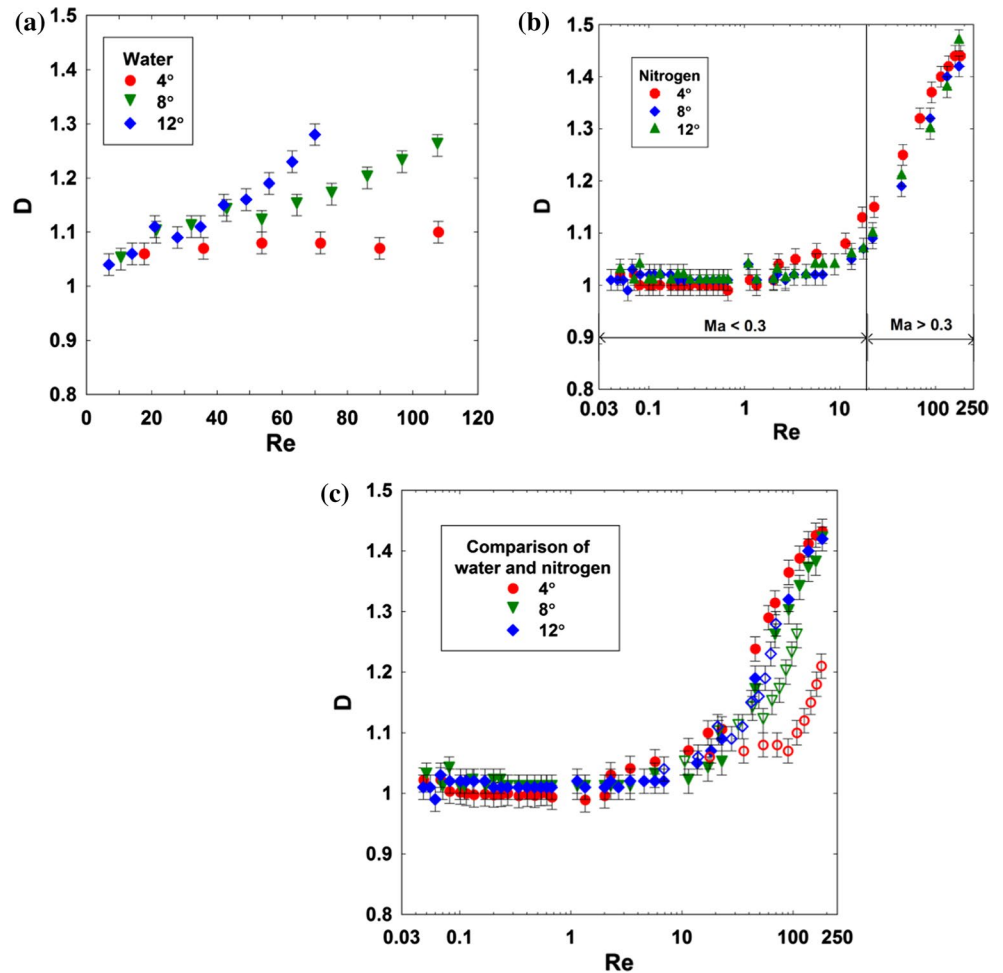 (a)
1.5
1.4
1.3
1.2
1.1
1
0.9
0.8
D
Water
4°
8°
12°
0 20 40 60 80 100 120
Re
(b)
1.5
1.4
1.3
1.2
1.1
1
0.9
0.8
D
Nitrogen
4°
8°
12°
Ma < 0.3
Ma > 0.3
0.03 0.1 1 10 100 250
Re
(c)
1.5
1.4
1.3
1.2
1.1
1
0.9
0.8
D
Comparison of
water and nitrogen
4°
8°
12°
0.03 0.1 1 10 100 250
Re